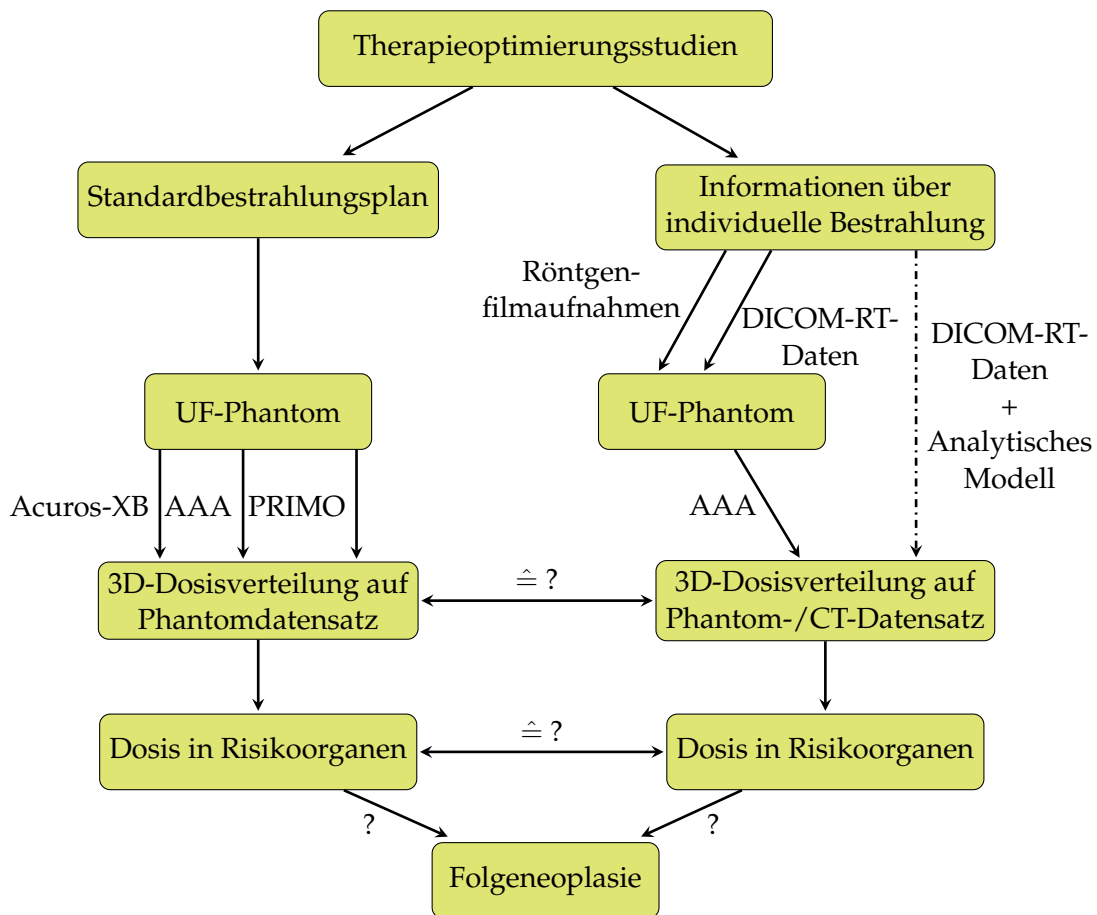 Therapieoptimierungsstudien
Standardbestrahlungsplan
Informationen über
individuelle Bestrahlung
Röntgen-
filmaufnahmen
DICOM-RT-
Daten
DICOM-RT-
Daten
+
Analytisches
Modell
UF-Phantom
UF-Phantom
Acuros-XB AAA PRIMO
AAA
3D-Dosisverteilung auf
Phantomdatensatz
≙ ?
3D-Dosisverteilung auf
Phantom-/CT-Datensatz
Dosis in Risikoorganen
≙ ?
Dosis in Risikoorganen
?
?
Folgeneoplasie